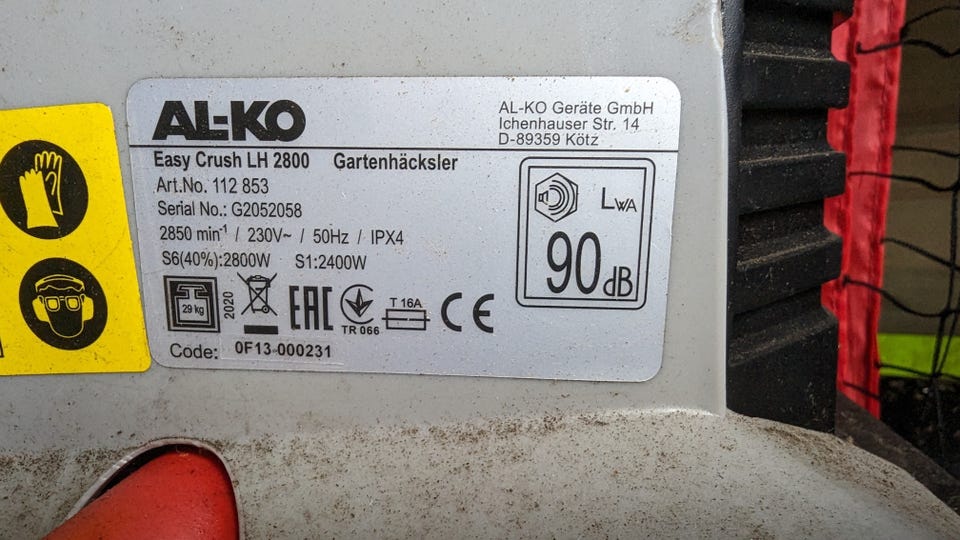 AL-KO
AL-KO Geräte GmbH
Ichenhauser Str. 14
D-89359 Kötz
Easy Crush LH 2800 Gartenhäcksler
Art.No. 112 853
Serial No.: G2052058
2850 min⁻¹ / 230V~ / 50Hz / IPX4
S6(40%):2800W S1:2400W
LWA
90 dB
29 kg
2020
EAC
TR 066
T 16A
CE
Code: 0F13-000231